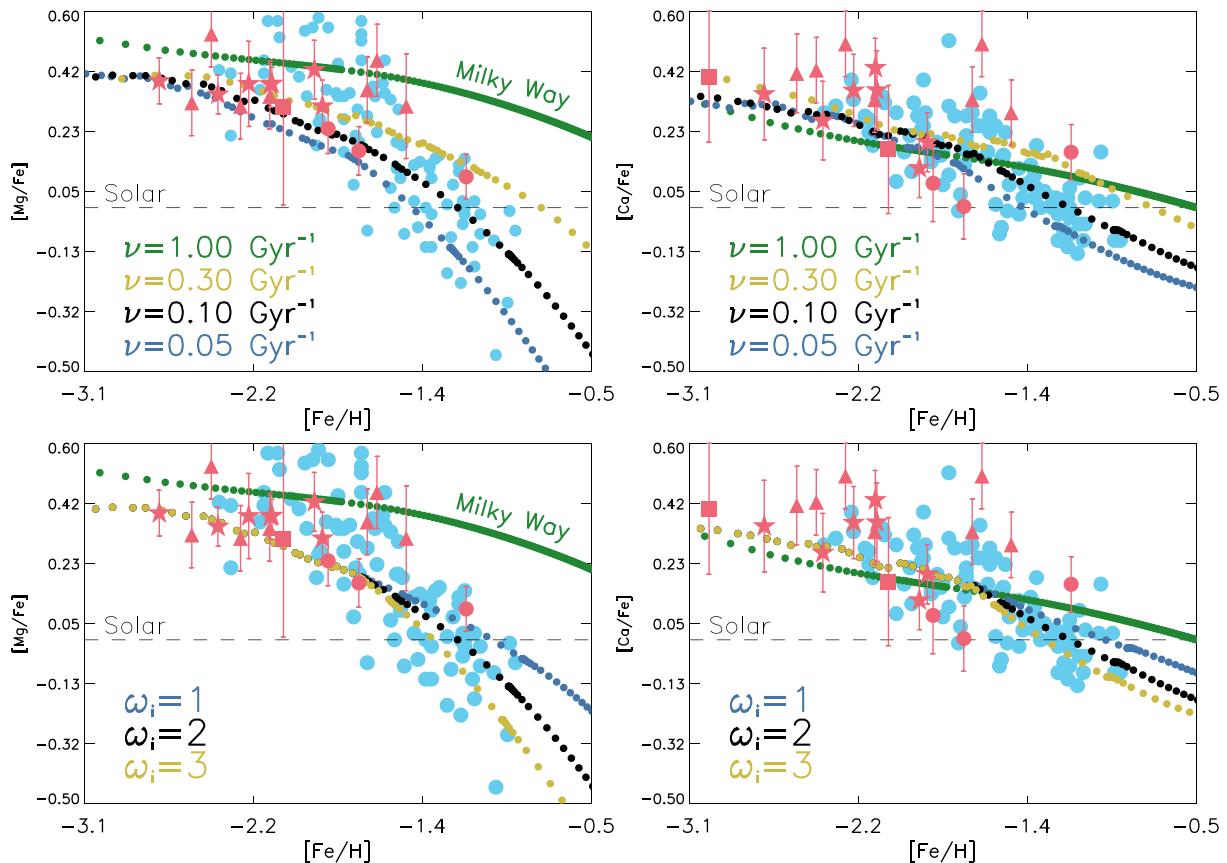 0.60
0.42
0.23
0.05
−0.13
−0.32
−0.50
[Mg/Fe]
Milky Way
Solar
ν=1.00 Gyr⁻¹
ν=0.30 Gyr⁻¹
ν=0.10 Gyr⁻¹
ν=0.05 Gyr⁻¹
−3.1 −2.2 −1.4 −0.5
[Fe/H]
0.60
0.42
0.23
0.05
−0.13
−0.32
−0.50
[Ca/Fe]
Solar
ν=1.00 Gyr⁻¹
ν=0.30 Gyr⁻¹
ν=0.10 Gyr⁻¹
ν=0.05 Gyr⁻¹
−3.1 −2.2 −1.4 −0.5
[Fe/H]
0.60
0.42
0.23
0.05
−0.13
−0.32
−0.50
[Mg/Fe]
Milky Way
Solar
ωᵢ=1
ωᵢ=2
ωᵢ=3
−3.1 −2.2 −1.4 −0.5
[Fe/H]
0.60
0.42
0.23
0.05
−0.13
−0.32
−0.50
[Ca/Fe]
Solar
ωᵢ=1
ωᵢ=2
ωᵢ=3
−3.1 −2.2 −1.4 −0.5
[Fe/H]